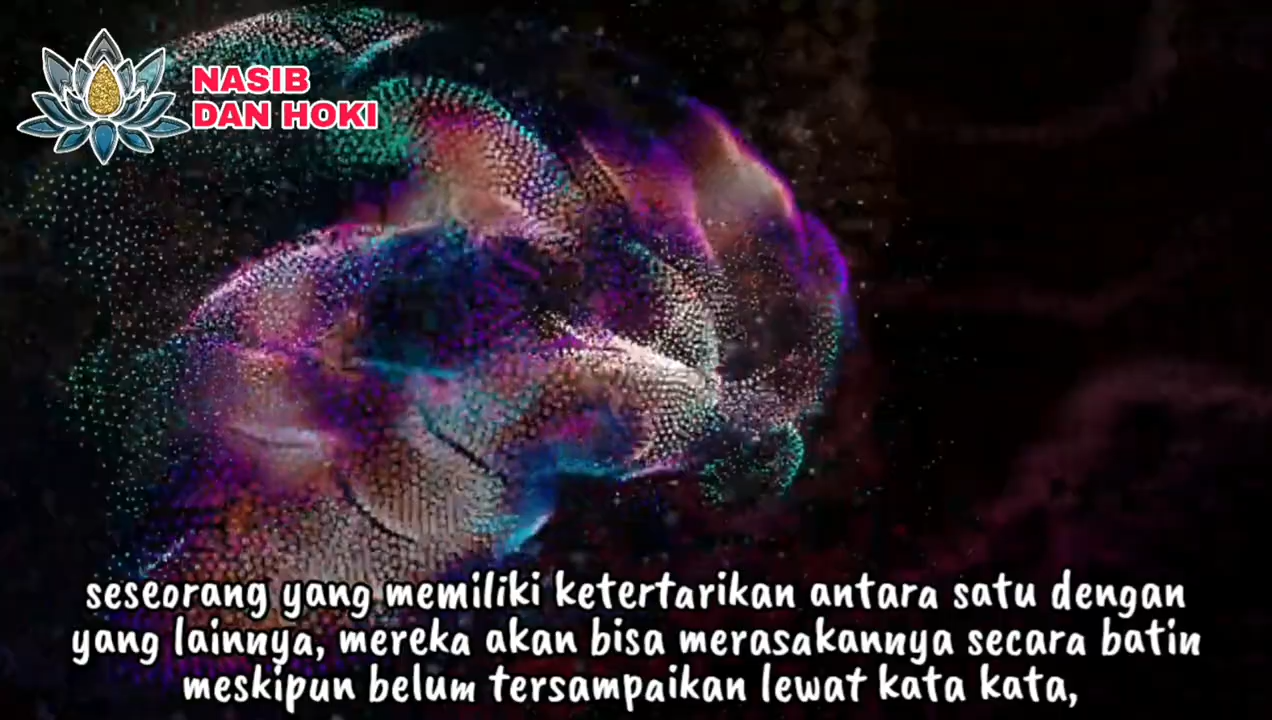 NASIB
DAN HOKI
seseorang yang memiliki ketertarikan antara satu dengan
yang lainnya, mereka akan bisa merasakannya secara batin
meskipun belum tersampaikan lewat kata kata,